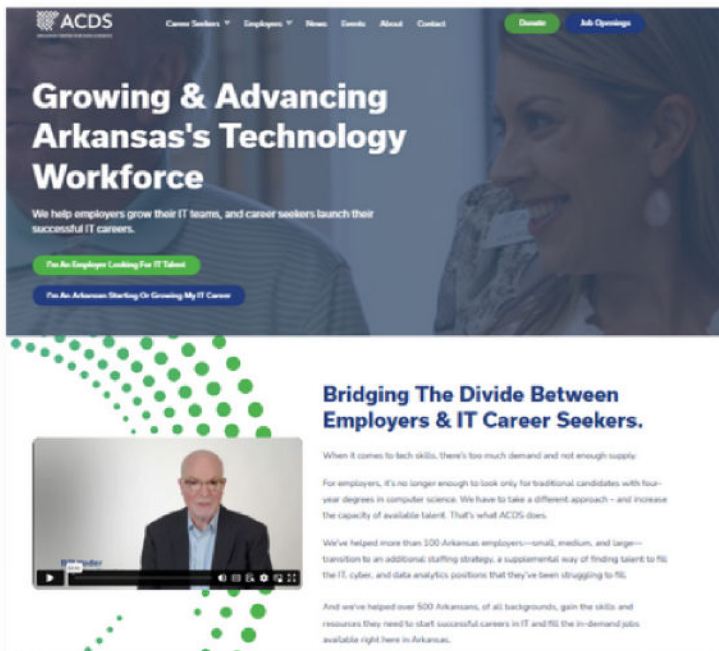 ACDS
Career Seekers Employers News Events About Contact
Donate Job Openings
Growing & Advancing
Arkansas's Technology
Workforce
We help employers grow their IT teams, and career seekers launch their
successful IT careers.
I'm An Employer Looking For IT Talent
I'm An Arkansan Starting Or Growing My IT Career
Bridging The Divide Between
Employers & IT Career Seekers.
When it comes to tech skills, there's too much demand and not enough supply.
For employers, it's no longer enough to look only for traditional candidates with four-
year degrees in computer science. We have to take a different approach – and increase
the capacity of available talent. That's what ACDS does.
We've helped more than 100 Arkansas employers—small, medium, and large—
transition to an additional staffing strategy, a supplemental way of finding talent to fill
the IT, cyber, and data analytics positions that they've been struggling to fill.
And we've helped over 500 Arkansans, of all backgrounds, gain the skills and
resources they need to start successful careers in IT and fill the in-demand jobs
available right here in Arkansas.